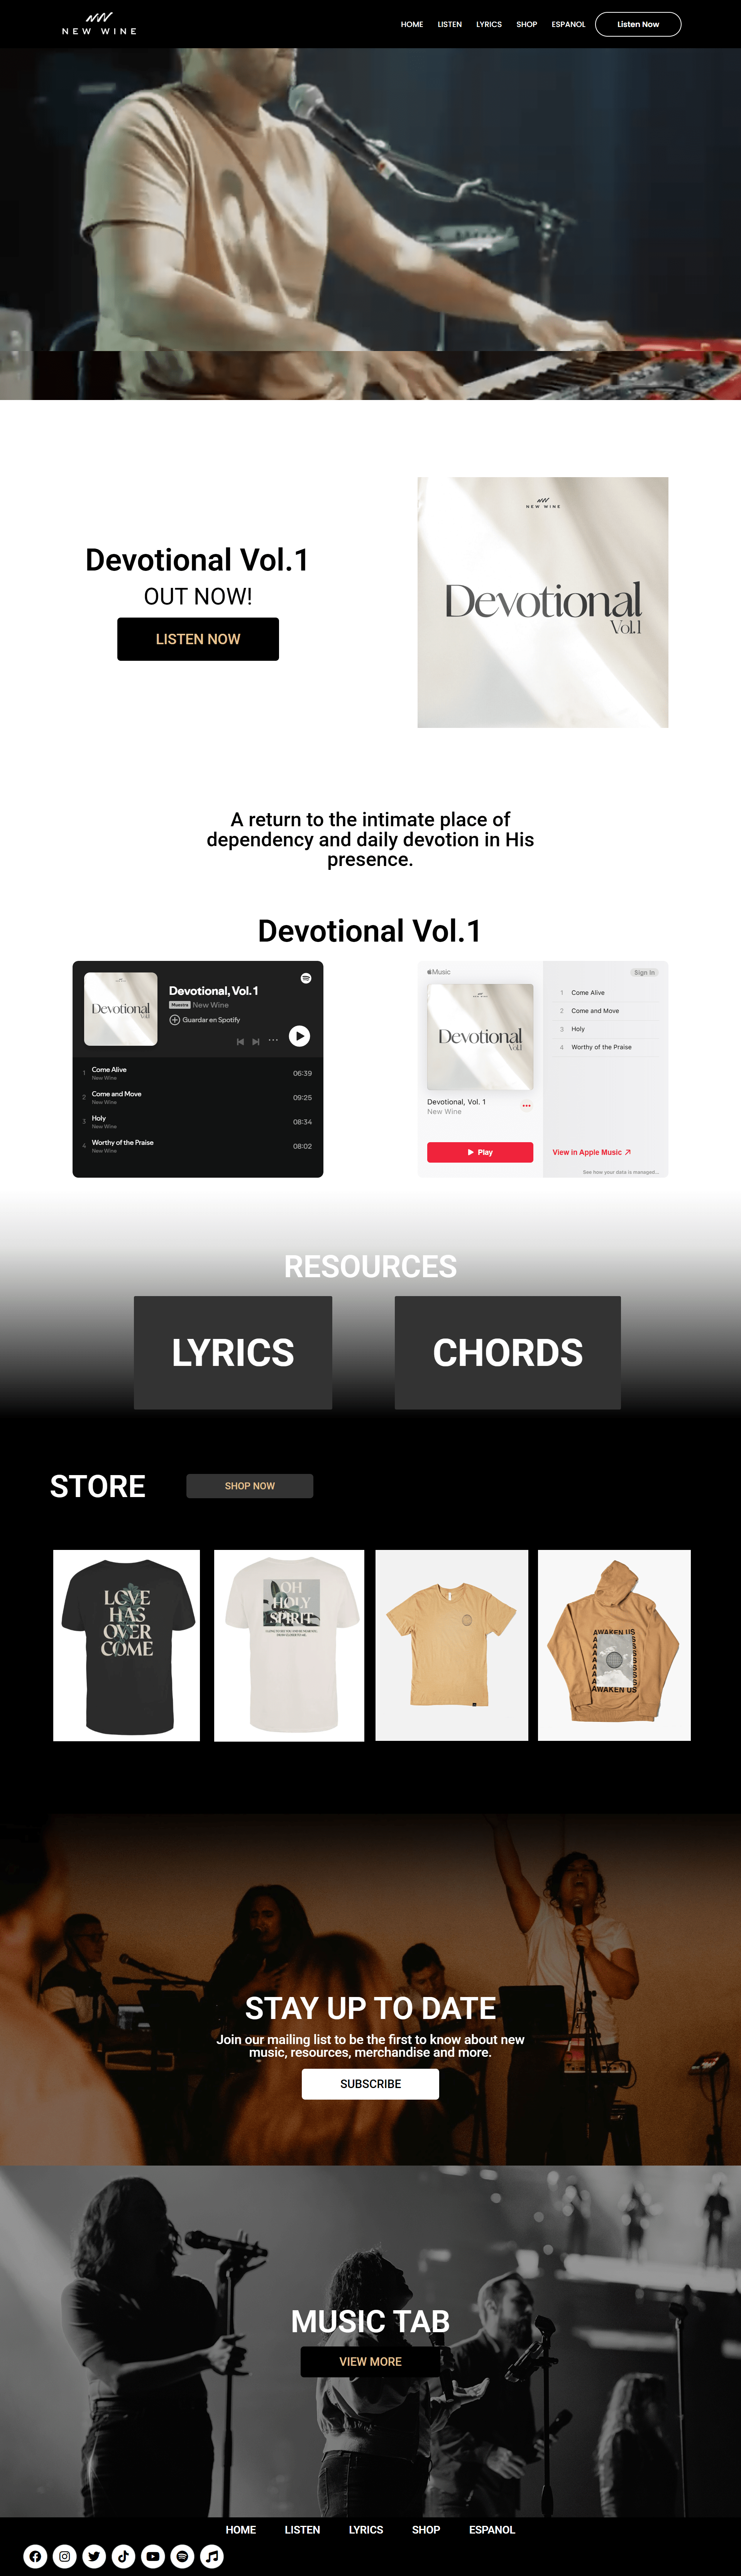 NEW WINE
HOME LISTEN LYRICS SHOP ESPANOL Listen Now
Devotional Vol.1
OUT NOW!
LISTEN NOW
NEW WINE
Devotional
Vol.1
A return to the intimate place of
dependency and daily devotion in His
presence.
Devotional Vol.1
Devotional
Vol.1
Devotional, Vol. 1
Muestra New Wine
Guardar en Spotify
1 Come Alive 06:39
New Wine
2 Come and Move 09:25
New Wine
3 Holy 08:34
New Wine
4 Worthy of the Praise 08:02
New Wine
Music
Devotional
Vol.1
Devotional, Vol. 1
New Wine
Play
Sign in
1 Come Alive
2 Come and Move
3 Holy
4 Worthy of the Praise
View in Apple Music
See how your data is managed...
RESOURCES
LYRICS CHORDS
STORE SHOP NOW
LOVE
HAS
OVER
COME
OH
HOLY
SPIRIT
AWAKEN US
AWAKEN US
STAY UP TO DATE
Join our mailing list to be the first to know about new
music, resources, merchandise and more.
SUBSCRIBE
MUSIC TAB
VIEW MORE
HOME LISTEN LYRICS SHOP ESPANOL